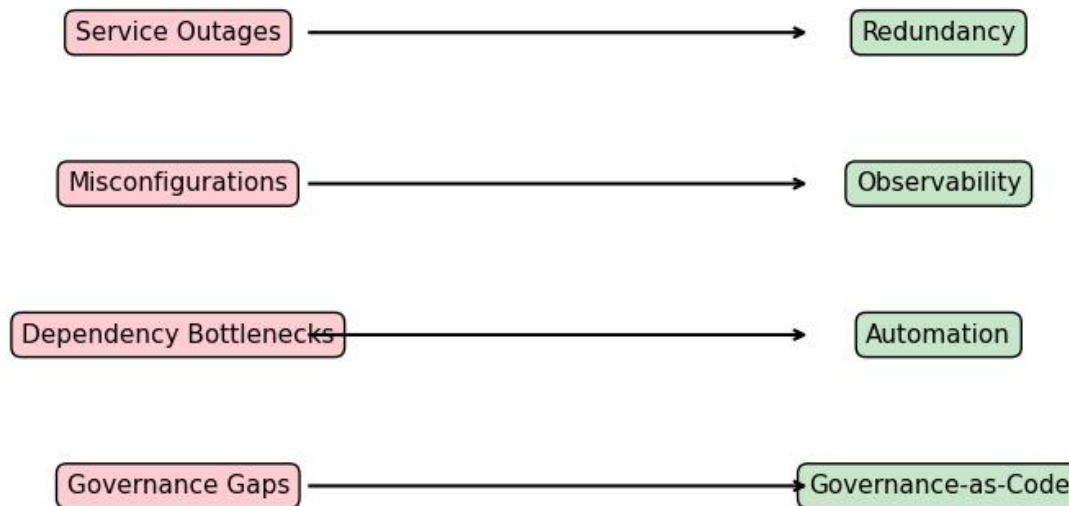 Service Outages
Redundancy
Misconfigurations
Observability
Dependency Bottlenecks
Automation
Governance Gaps
Governance-as-Code